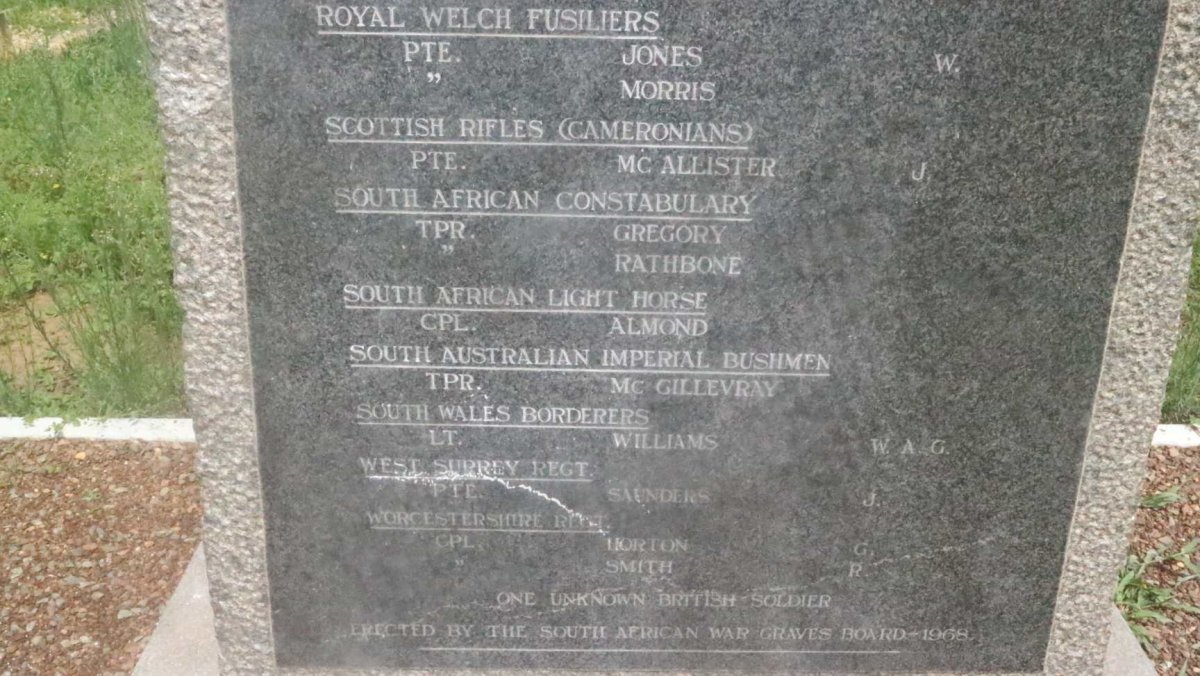 ROYAL WELCH FUSILIERS
PTE. JONES W.
" MORRIS
SCOTTISH RIFLES (CAMERONIANS)
PTE. MC ALLISTER J.
SOUTH AFRICAN CONSTABULARY
TPR. GREGORY
" RATHBONE
SOUTH AFRICAN LIGHT HORSE
CPL. ALMOND
SOUTH AUSTRALIAN IMPERIAL BUSHMEN
TPR. MC GILLEVRAY
SOUTH WALES BORDERERS
LT. WILLIAMS W. A. G.
WEST SURREY REGT.
PTE. SAUNDERS J.
WORCESTERSHIRE REGT.
CPL. HORTON G.
" SMITH R.
ONE UNKNOWN BRITISH SOLDIER
ERECTED BY THE SOUTH AFRICAN WAR GRAVES BOARD-1968.